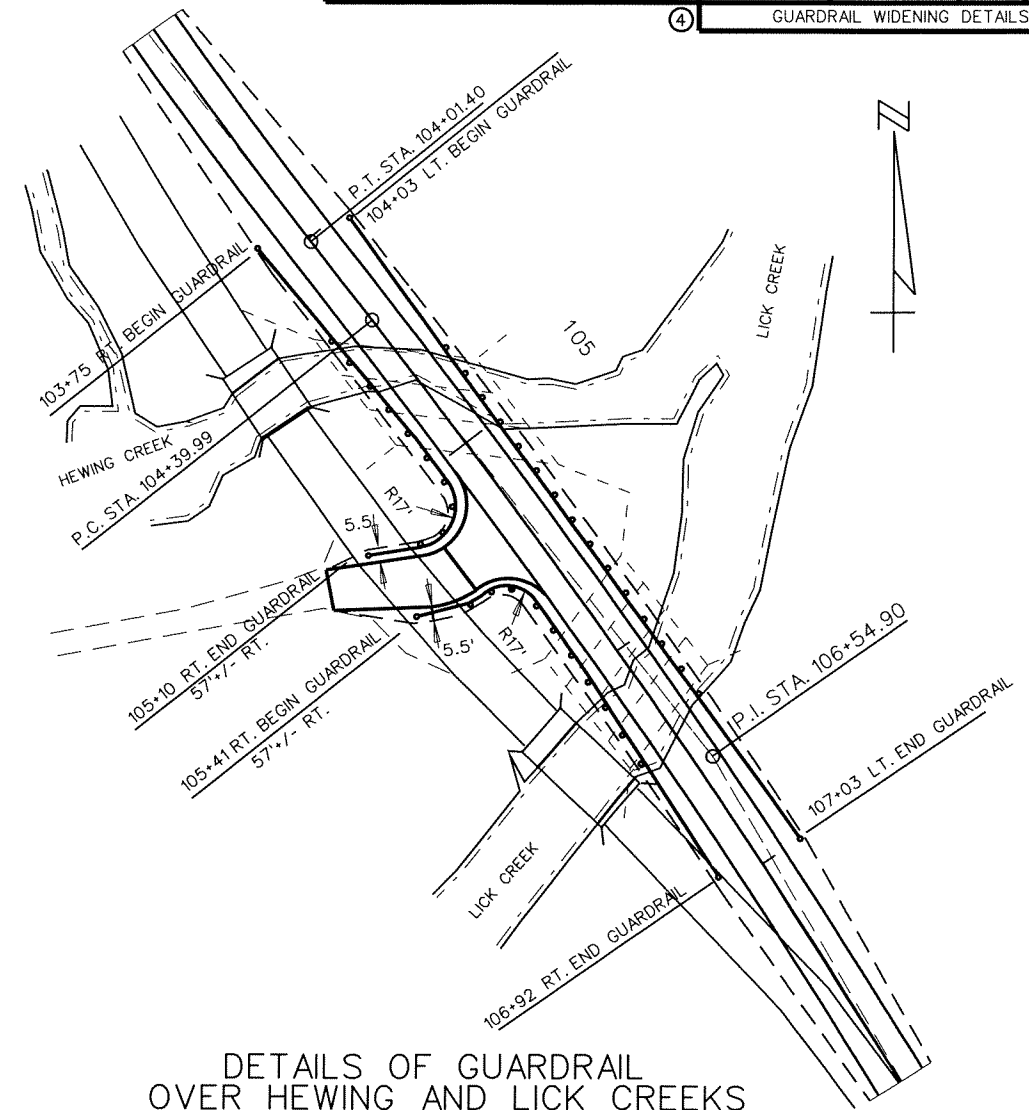 ④ GUARDRAIL WIDENING DETAILS
P.T. STA. 104+01.40
104+03 LT. BEGIN GUARDRAIL
N
LICK CREEK
105
103+75 RT. BEGIN GUARDRAIL
HEWING CREEK
P.C. STA. 104+39.99
R17'
5.5'
105+10 RT. END GUARDRAIL
57'+/- RT.
5.5'
R17'
105+41 RT. BEGIN GUARDRAIL
57'+/- RT.
P.I. STA. 106+54.90
107+03 LT. END GUARDRAIL
LICK CREEK
106+92 RT. END GUARDRAIL
DETAILS OF GUARDRAIL
OVER HEWING AND LICK CREEKS